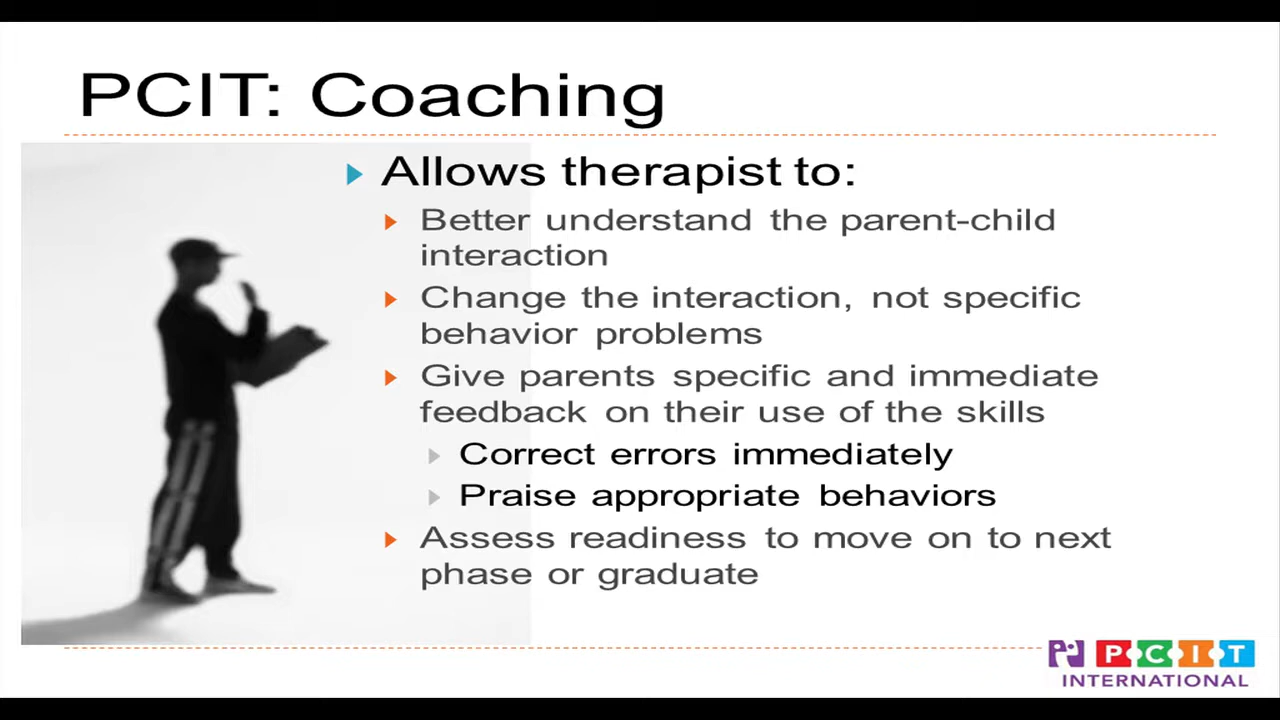 PCIT: Coaching
Allows therapist to:
Better understand the parent-child
interaction
Change the interaction, not specific
behavior problems
Give parents specific and immediate
feedback on their use of the skills
Correct errors immediately
Praise appropriate behaviors
Assess readiness to move on to next
phase or graduate
PCIT
INTERNATIONAL